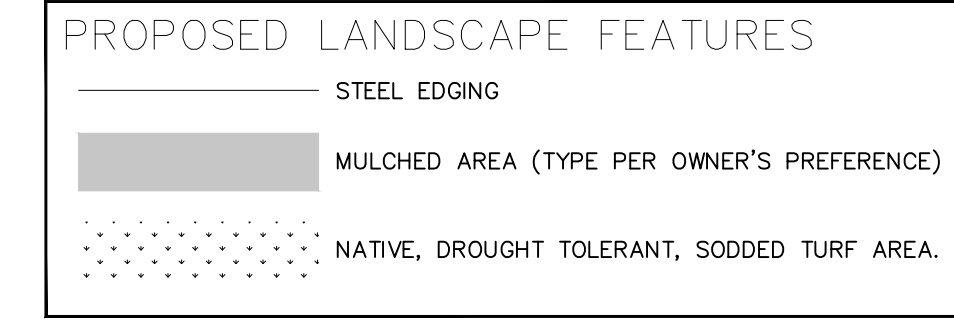 PROPOSED LANDSCAPE FEATURES
STEEL EDGING
MULCHED AREA (TYPE PER OWNER'S PREFERENCE)
NATIVE, DROUGHT TOLERANT, SODDED TURF AREA.